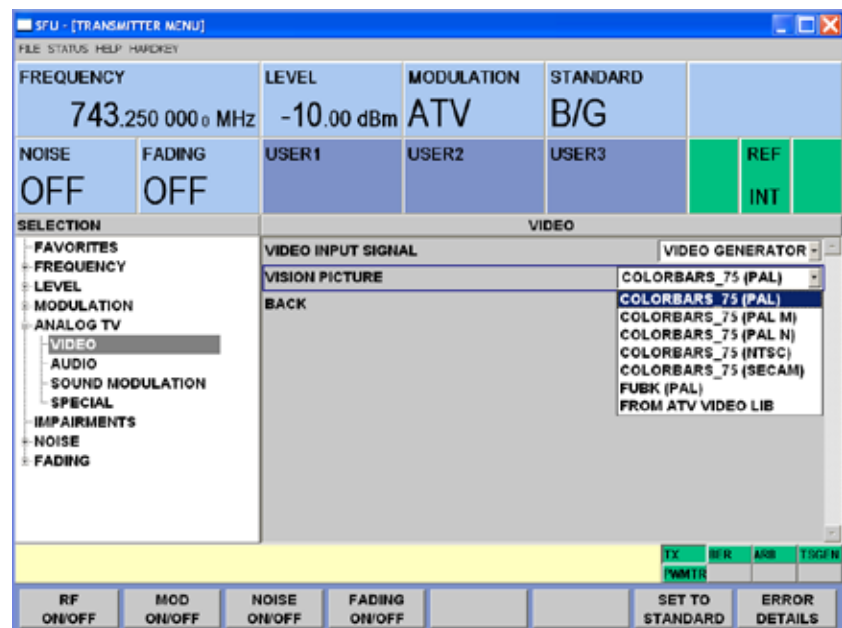 SFU - [TRANSMITTER MENU]
FILE STATUS HELP HARDKEY
FREQUENCY LEVEL MODULATION STANDARD
743.250 000 0 MHz -10.00 dBm ATV B/G
NOISE FADING USER1 USER2 USER3 REF
OFF OFF INT
SELECTION VIDEO
FAVORITES
FREQUENCY
LEVEL
MODULATION
ANALOG TV
VIDEO
AUDIO
SOUND MODULATION
SPECIAL
IMPAIRMENTS
NOISE
FADING
VIDEO INPUT SIGNAL VIDEO GENERATOR
VISION PICTURE COLORBARS_75 (PAL)
BACK
COLORBARS_75 (PAL)
COLORBARS_75 (PAL M)
COLORBARS_75 (PAL N)
COLORBARS_75 (NTSC)
COLORBARS_75 (SECAM)
FUBK (PAL)
FROM ATV VIDEO LIB
TX BER ARB TSGEN
PWMTR
RF ON/OFF
MOD ON/OFF
NOISE ON/OFF
FADING ON/OFF
SET TO STANDARD
ERROR DETAILS